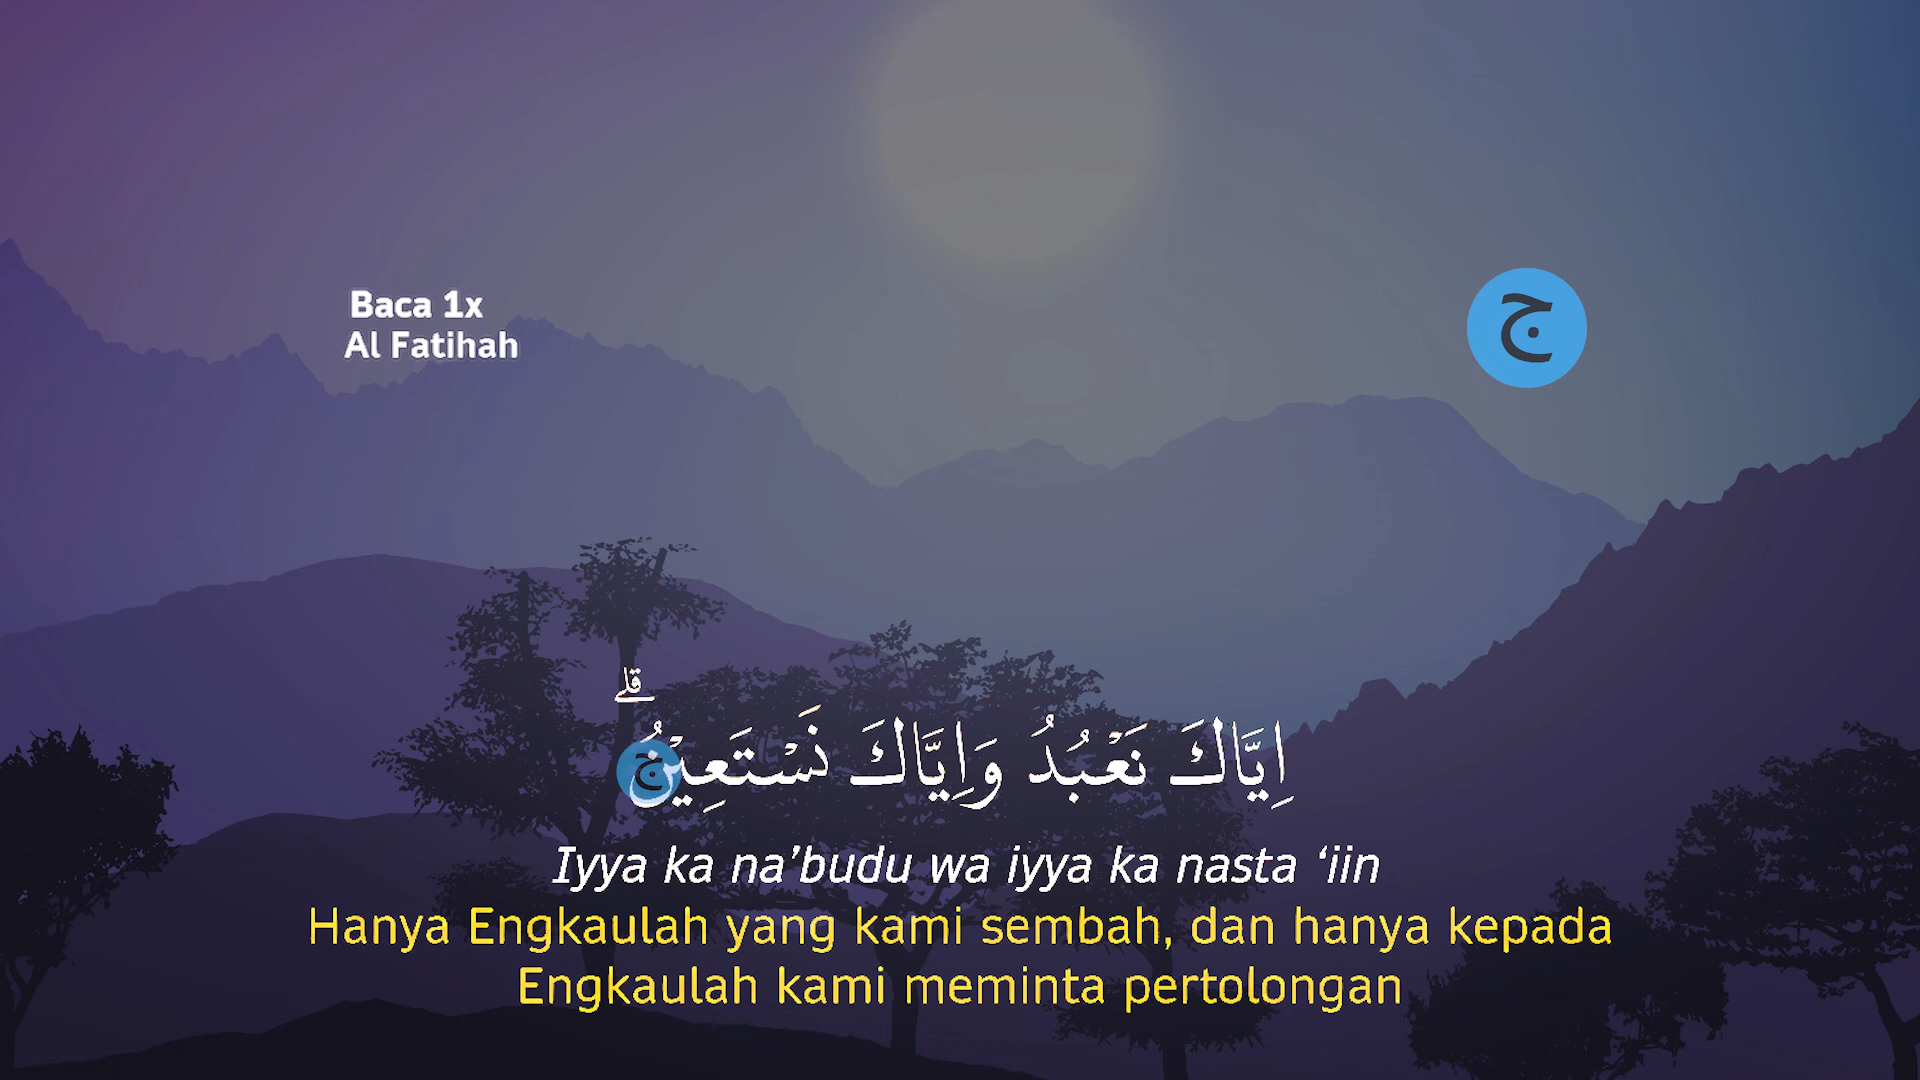 Baca 1x
Al Fatihah
ج
اِيَّاكَ نَعْبُدُ وَاِيَّاكَ نَسْتَعِيْنُ ۗ
ج
Iyya ka na’budu wa iyya ka nasta ‘iin
Hanya Engkaulah yang kami sembah, dan hanya kepada
Engkaulah kami meminta pertolongan